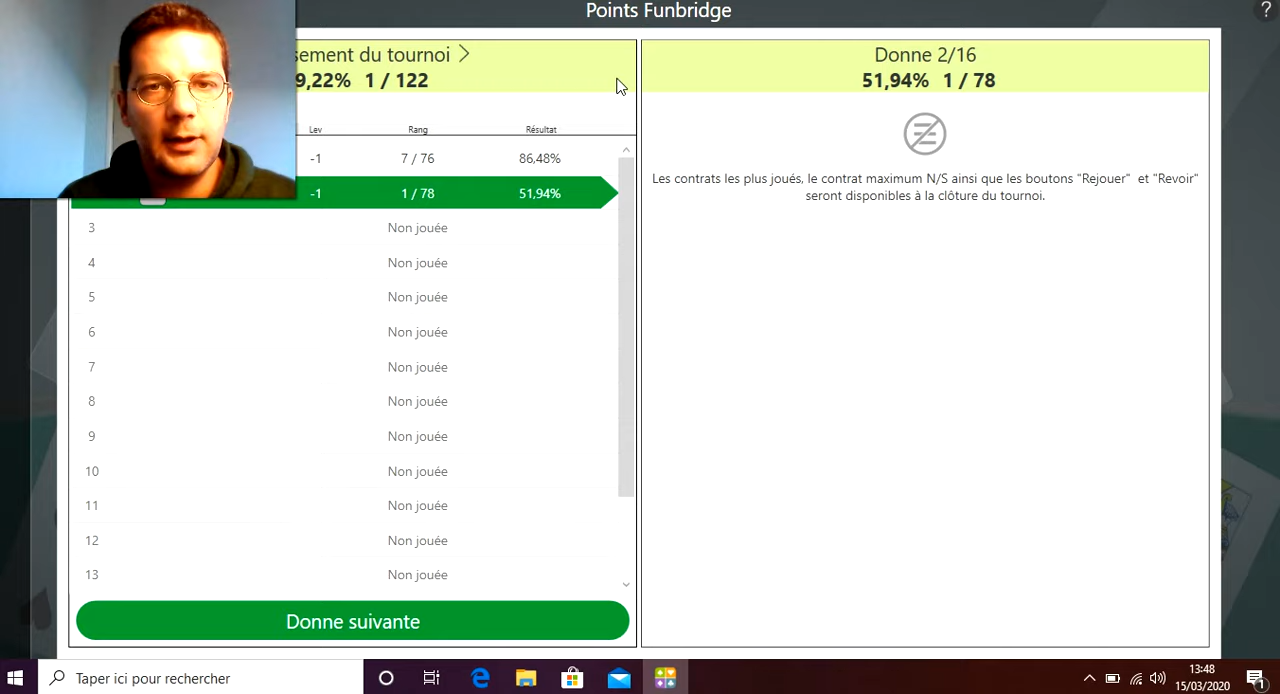 Points Funbridge
?
sement du tournoi >
9,22% 1 / 122
Lev Rang Résultat
-1 7 / 76 86,48%
-1 1 / 78 51,94%
3 Non jouée
4 Non jouée
5 Non jouée
6 Non jouée
7 Non jouée
8 Non jouée
9 Non jouée
10 Non jouée
11 Non jouée
12 Non jouée
13 Non jouée
Donne suivante
Donne 2/16
51,94% 1 / 78
Les contrats les plus joués, le contrat maximum N/S ainsi que les boutons "Rejouer" et "Revoir"
seront disponibles à la clôture du tournoi.
Taper ici pour rechercher
13:48
15/03/2020
1